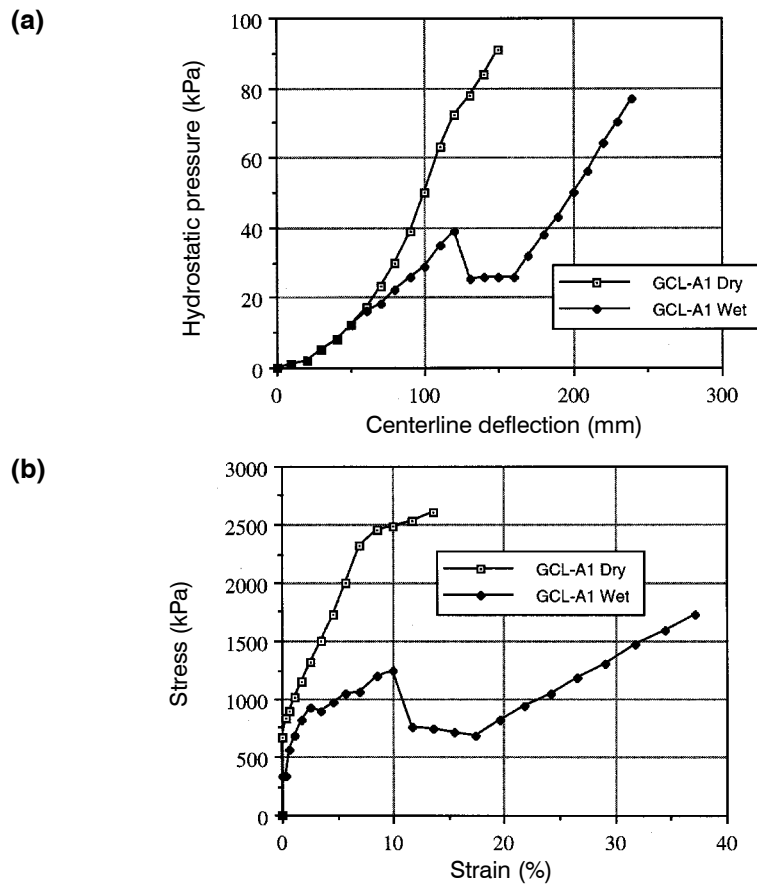 (a)
Hydrostatic pressure (kPa)
100
80
60
40
20
0
GCL-A1 Dry
GCL-A1 Wet
0 100 200 300
Centerline deflection (mm)
(b)
Stress (kPa)
3000
2500
2000
1500
1000
500
0
GCL-A1 Dry
GCL-A1 Wet
0 10 20 30 40
Strain (%)